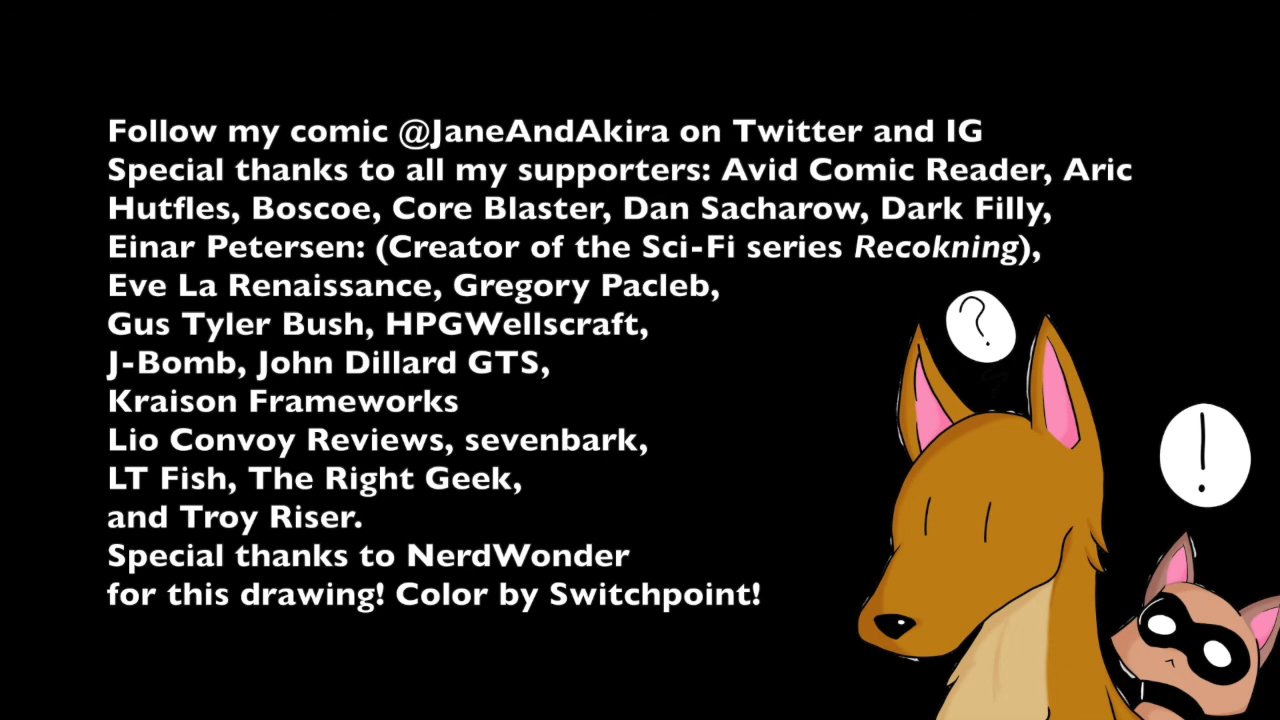 Follow my comic @JaneAndAkira on Twitter and IG
Special thanks to all my supporters: Avid Comic Reader, Aric
Hutfles, Boscoe, Core Blaster, Dan Sacharow, Dark Filly,
Einar Petersen: (Creator of the Sci-Fi series Recokning),
Eve La Renaissance, Gregory Pacleb,
Gus Tyler Bush, HPGWellscraft,
J-Bomb, John Dillard GTS,
Kraison Frameworks
Lio Convoy Reviews, sevenbark,
LT Fish, The Right Geek,
and Troy Riser.
Special thanks to NerdWonder
for this drawing! Color by Switchpoint!
?
!